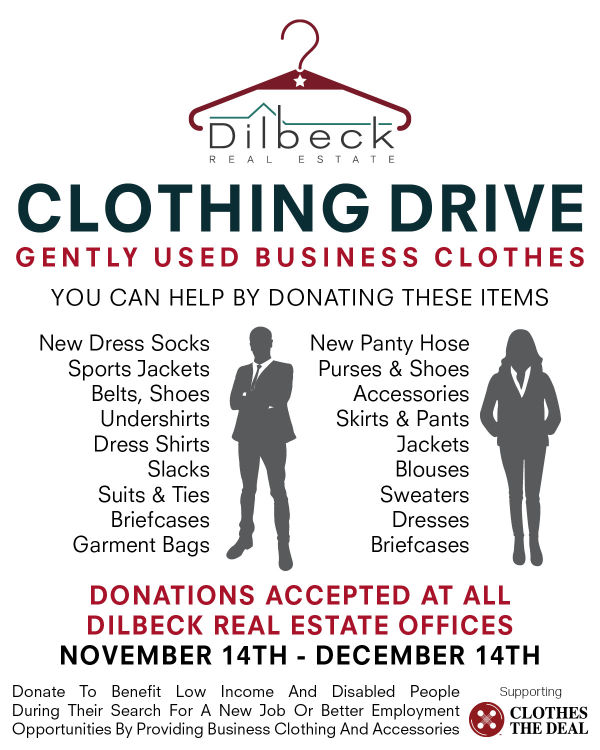 Dilbeck
REAL ESTATE
CLOTHING DRIVE
GENTLY USED BUSINESS CLOTHES
YOU CAN HELP BY DONATING THESE ITEMS
New Dress Socks
Sports Jackets
Belts, Shoes
Undershirts
Dress Shirts
Slacks
Suits & Ties
Briefcases
Garment Bags
New Panty Hose
Purses & Shoes
Accessories
Skirts & Pants
Jackets
Blouses
Sweaters
Dresses
Briefcases
DONATIONS ACCEPTED AT ALL
DILBECK REAL ESTATE OFFICES
NOVEMBER 14TH - DECEMBER 14TH
Donate To Benefit Low Income And Disabled People
During Their Search For A New Job Or Better Employment
Opportunities By Providing Business Clothing And Accessories
Supporting
CLOTHES
THE DEAL